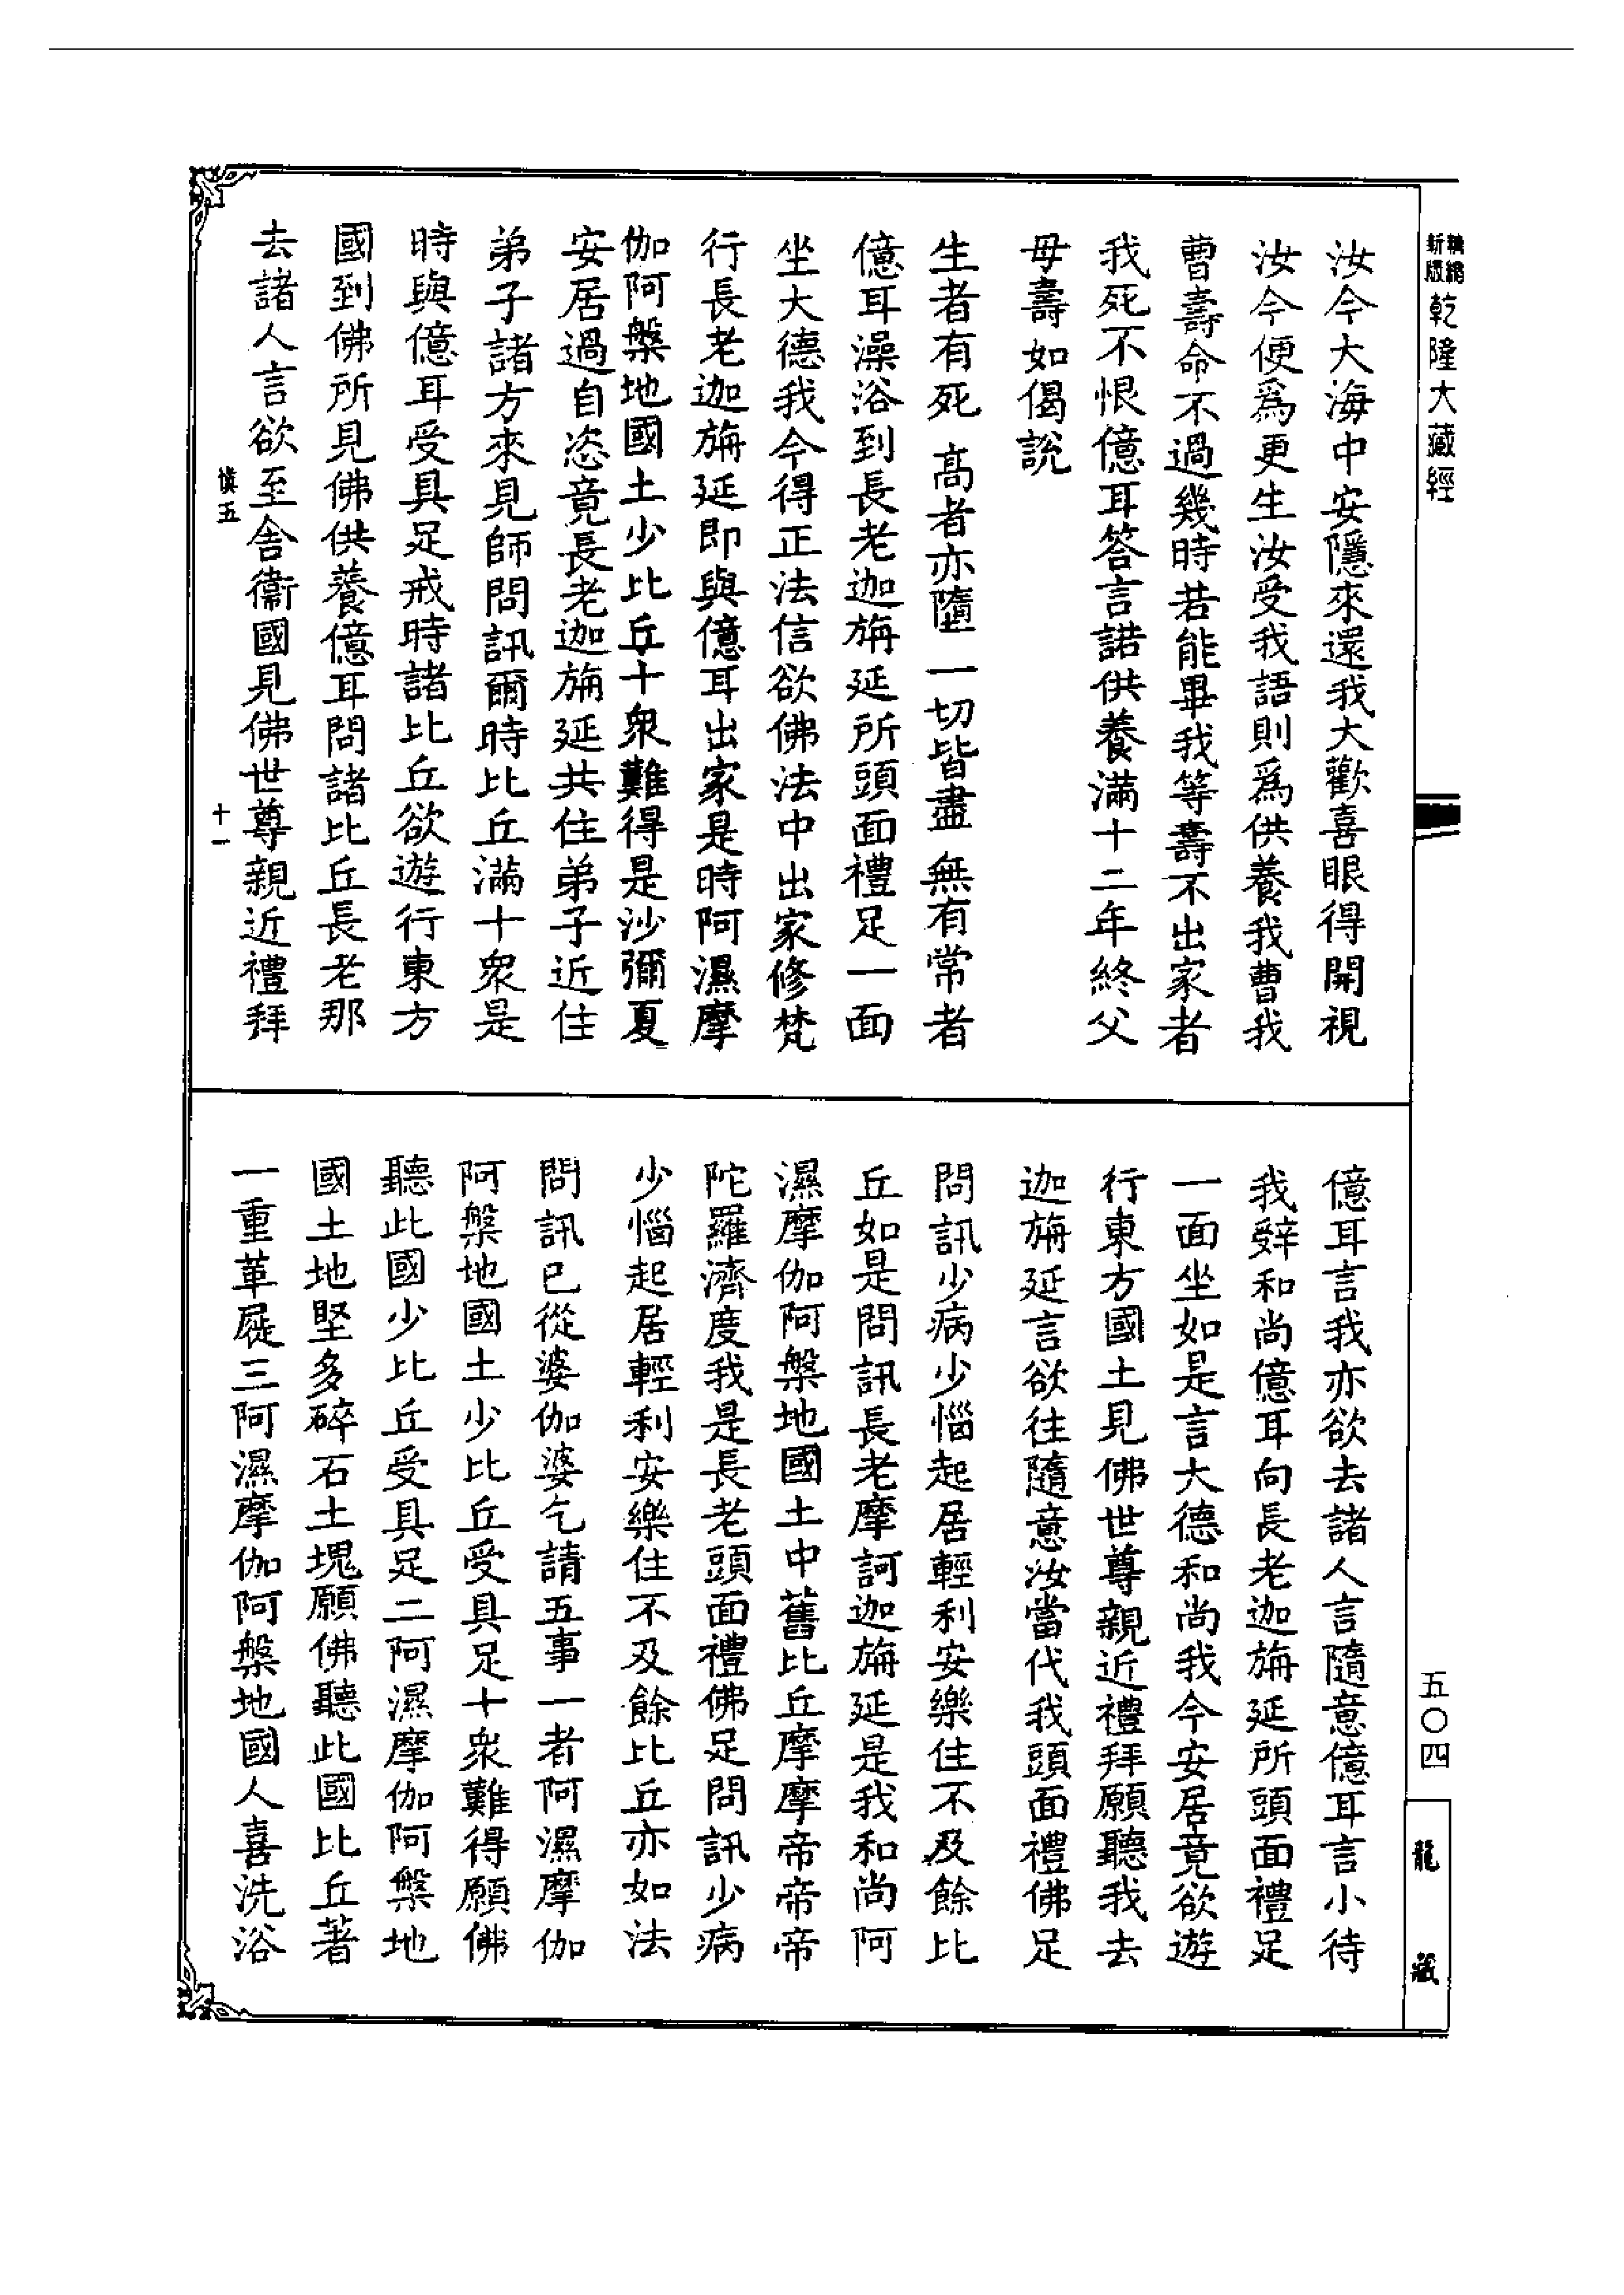 精繕
新版
乾隆大藏經
汝今大海中安隱來還我大歡喜眼得開視
汝今便爲更生汝受我語則爲供養我曹我
曹壽命不過幾時若能畢我等壽不出家者
我死不恨億耳答言諾供養滿十二年終父
母壽如偈說
生者有死 高者亦墮 一切皆盡 無有常者
億耳澡浴到長老迦旃延所頭面禮足一面
坐大德我今得正法信欲佛法中出家修梵
行長老迦旃延即與億耳出家是時阿濕摩
伽阿槃地國土少比丘十衆難得是沙彌夏
安居過自恣竟長老迦旃延共住弟子近住
弟子諸方來見師問訊爾時比丘滿十衆是
時與億耳受具足戒時諸比丘欲遊行東方
國到佛所見佛供養億耳問諸比丘長老那
去諸人言欲至舍衞國見佛世尊親近禮拜
慎五
十一
億耳言我亦欲去諸人言隨意億耳言小待
我辤和尚億耳向長老迦旃延所頭面禮足
一面坐如是言大德和尚我今安居竟欲遊
行東方國土見佛世尊親近禮拜願聽我去
迦旃延言欲往隨意汝當代我頭面禮佛足
問訊少病少惱起居輕利安樂住不及餘比
丘如是問訊長老摩訶迦旃延是我和尚阿
濕摩伽阿槃地國土中舊比丘摩摩帝帝帝
陀羅濟度我是長老頭面禮佛足問訊少病
少惱起居輕利安樂住不及餘比丘亦如法
問訊已從婆伽婆乞請五事一者阿濕摩伽
阿槃地國土少比丘受具足十衆難得願佛
聽此國少比丘受具足二阿濕摩伽阿槃地
國土地堅多碎石土塊願佛聽此國比丘著
一重革屣三阿濕摩伽阿槃地國人喜洗浴
五〇四
龍藏